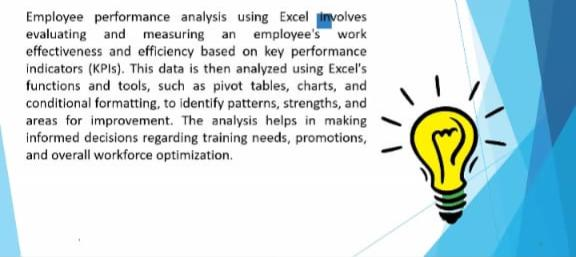 Employee performance analysis using Excel involves
evaluating and measuring an employee's work
effectiveness and efficiency based on key performance
indicators (KPIs). This data is then analyzed using Excel's
functions and tools, such as pivot tables, charts, and
conditional formatting, to identify patterns, strengths, and
areas for improvement. The analysis helps in making
informed decisions regarding training needs, promotions,
and overall workforce optimization.